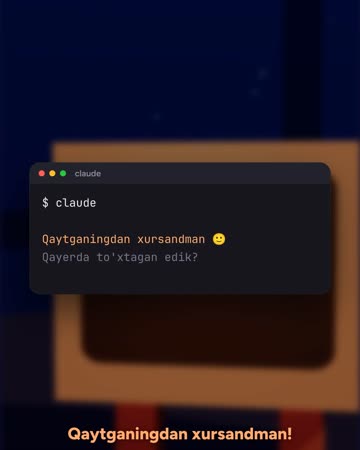 claude
$ claude
Qaytganingdan xursandman 🙂
Qayerda to'xtagan edik?
Qaytganingdan xursandman!